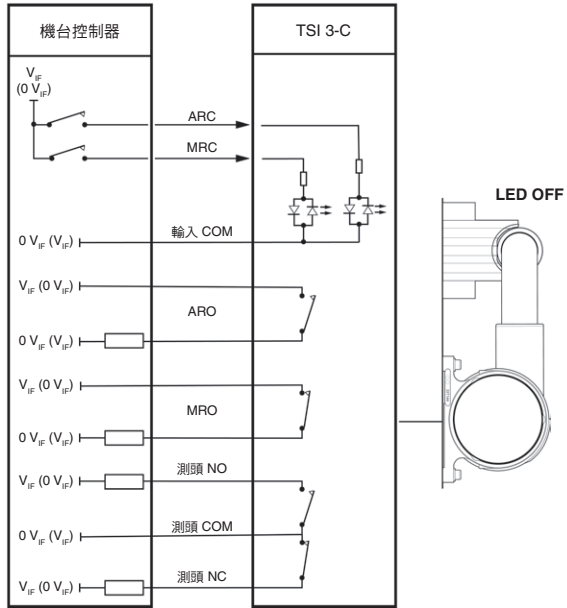 機台控制器
TSI 3-C
V_IF
(0 V_IF)
ARC
MRC
LED OFF
輸入 COM
0 V_IF (V_IF)
V_IF (0 V_IF)
ARO
0 V_IF (V_IF)
V_IF (0 V_IF)
MRO
0 V_IF (V_IF)
測頭 NO
V_IF (0 V_IF)
測頭 COM
0 V_IF (V_IF)
測頭 NC
V_IF (0 V_IF)